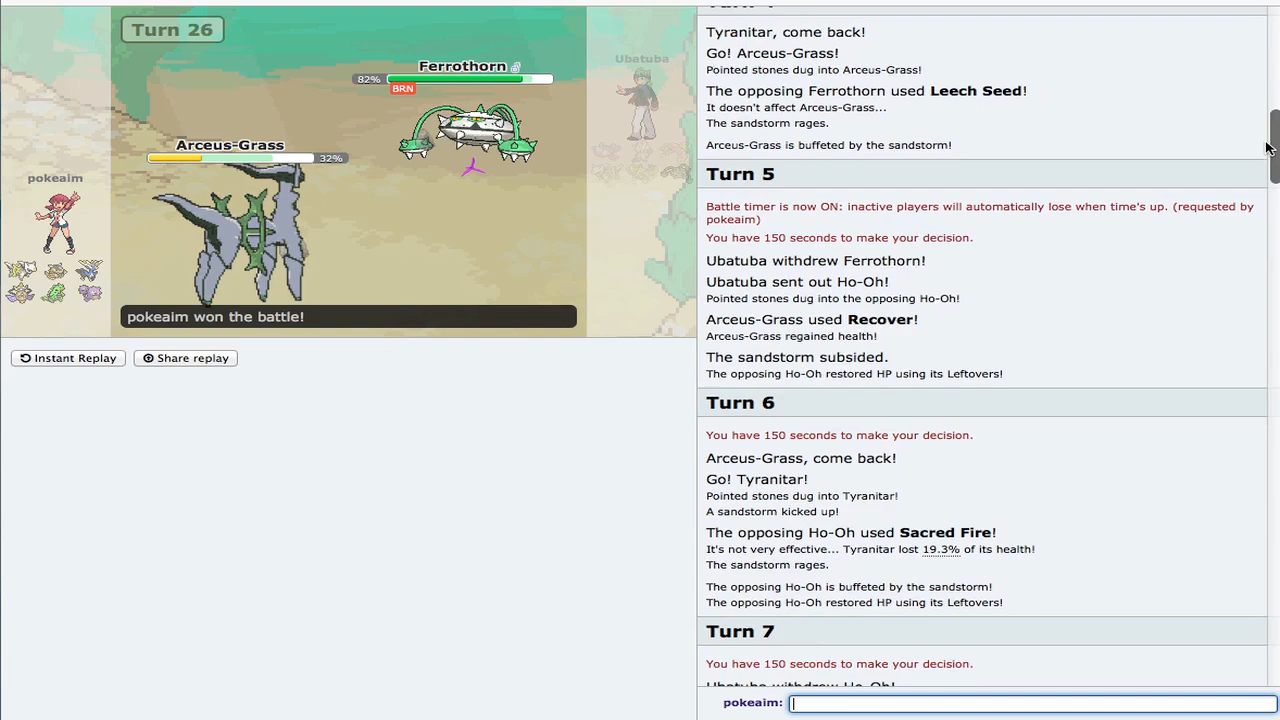 Turn 26
Ferrothorn
82%
BRN
Ubatuba
Arceus-Grass
32%
pokeaim
pokeaim won the battle!
Instant Replay
Share replay
Tyranitar, come back!
Go! Arceus-Grass!
Pointed stones dug into Arceus-Grass!
The opposing Ferrothorn used Leech Seed!
It doesn't affect Arceus-Grass...
The sandstorm rages.
Arceus-Grass is buffeted by the sandstorm!
Turn 5
Battle timer is now ON: inactive players will automatically lose when time's up. (requested by
pokeaim)
You have 150 seconds to make your decision.
Ubatuba withdrew Ferrothorn!
Ubatuba sent out Ho-Oh!
Pointed stones dug into the opposing Ho-Oh!
Arceus-Grass used Recover!
Arceus-Grass regained health!
The sandstorm subsided.
The opposing Ho-Oh restored HP using its Leftovers!
Turn 6
You have 150 seconds to make your decision.
Arceus-Grass, come back!
Go! Tyranitar!
Pointed stones dug into Tyranitar!
A sandstorm kicked up!
The opposing Ho-Oh used Sacred Fire!
It's not very effective... Tyranitar lost 19.3% of its health!
The sandstorm rages.
The opposing Ho-Oh is buffeted by the sandstorm!
The opposing Ho-Oh restored HP using its Leftovers!
Turn 7
You have 150 seconds to make your decision.
Ubatuba withdrew Ho-Oh!
pokeaim: